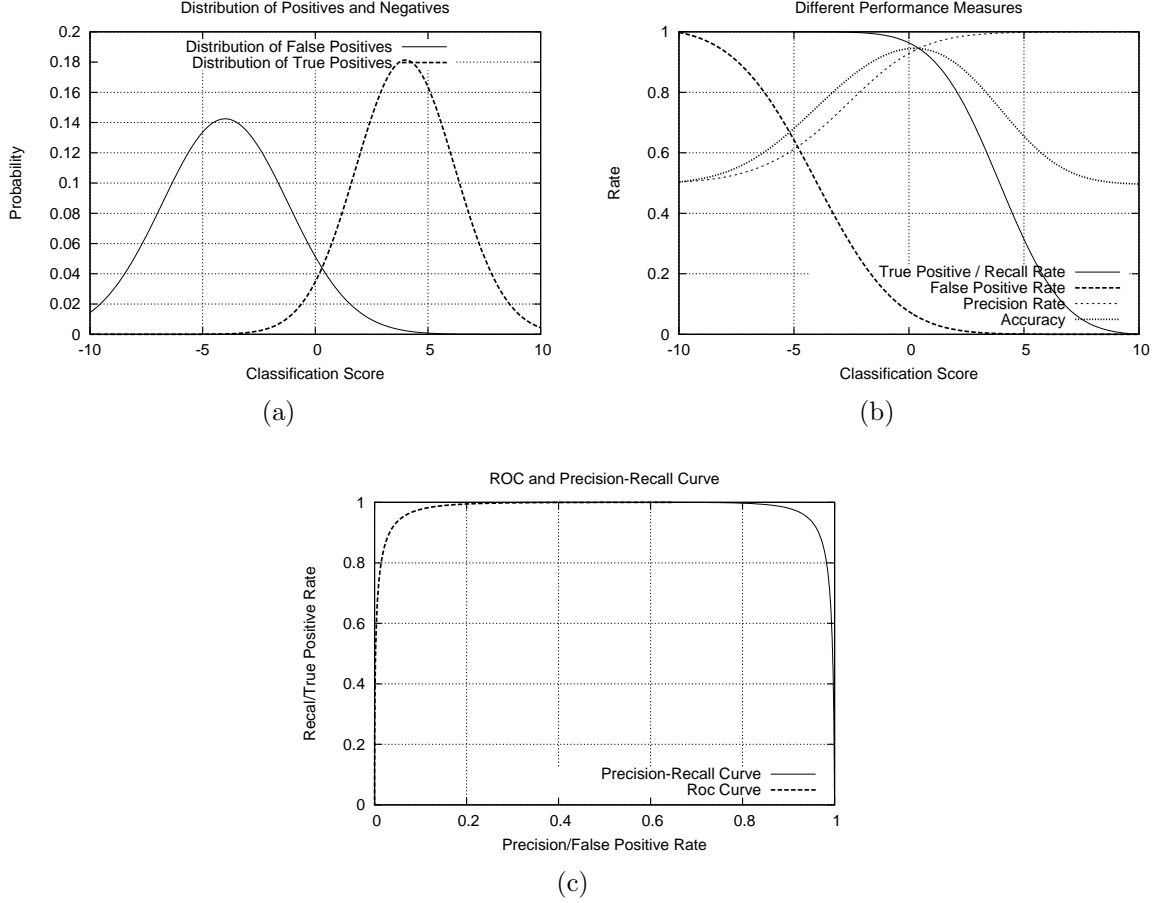 Distribution of Positives and Negatives
Distribution of False Positives
Distribution of True Positives
0.2
0.18
0.16
0.14
0.12
0.1
0.08
0.06
0.04
0.02
0
Probability
-10 -5 0 5 10
Classification Score
(a)
Different Performance Measures
1
0.8
0.6
0.4
0.2
0
Rate
True Positive / Recall Rate
False Positive Rate
Precision Rate
Accuracy
-10 -5 0 5 10
Classification Score
(b)
ROC and Precision-Recall Curve
1
0.8
0.6
0.4
0.2
0
Recal/True Positive Rate
Precision-Recall Curve
Roc Curve
0 0.2 0.4 0.6 0.8 1
Precision/False Positive Rate
(c)